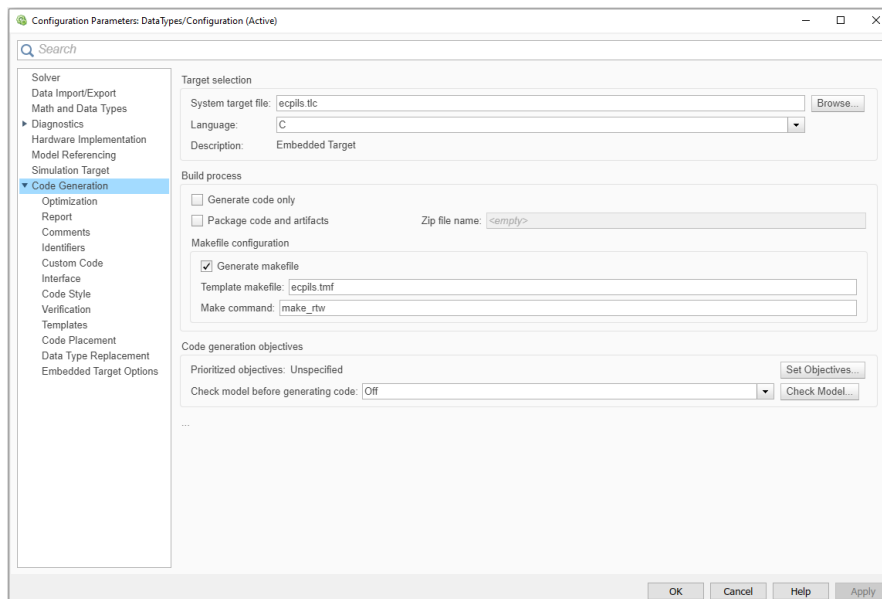 Configuration Parameters: DataTypes/Configuration (Active)
Search
Solver
Data Import/Export
Math and Data Types
Diagnostics
Hardware Implementation
Model Referencing
Simulation Target
Code Generation
Optimization
Report
Comments
Identifiers
Custom Code
Interface
Code Style
Verification
Templates
Code Placement
Data Type Replacement
Embedded Target Options
Target selection
System target file: ecpils.tlc Browse...
Language: C
Description: Embedded Target
Build process
Generate code only
Package code and artifacts Zip file name: <empty>
Makefile configuration
Generate makefile
Template makefile: ecpils.tmf
Make command: make_rtw
Code generation objectives
Prioritized objectives: Unspecified Set Objectives...
Check model before generating code: Off Check Model...
...
OK Cancel Help Apply